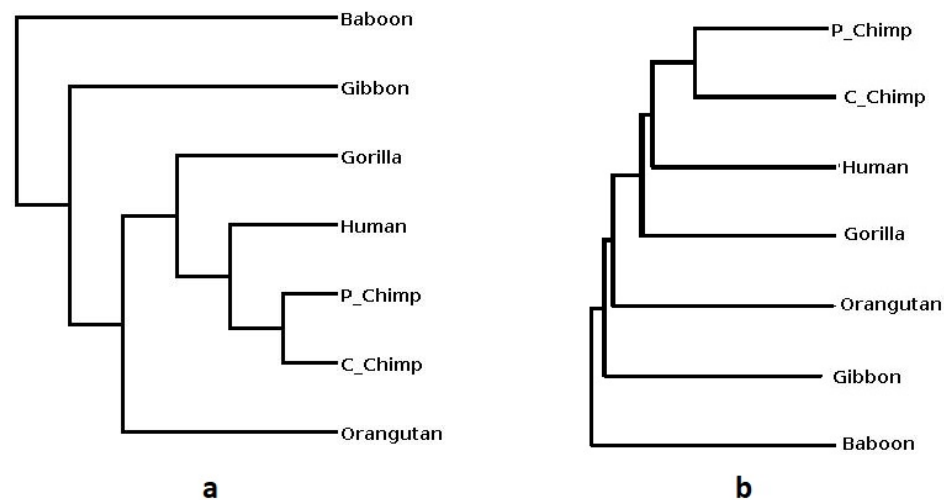 Baboon
Gibbon
Gorilla
Human
P_Chimp
C_Chimp
Orangutan
a
P_Chimp
C_Chimp
Human
Gorilla
Orangutan
Gibbon
Baboon
b